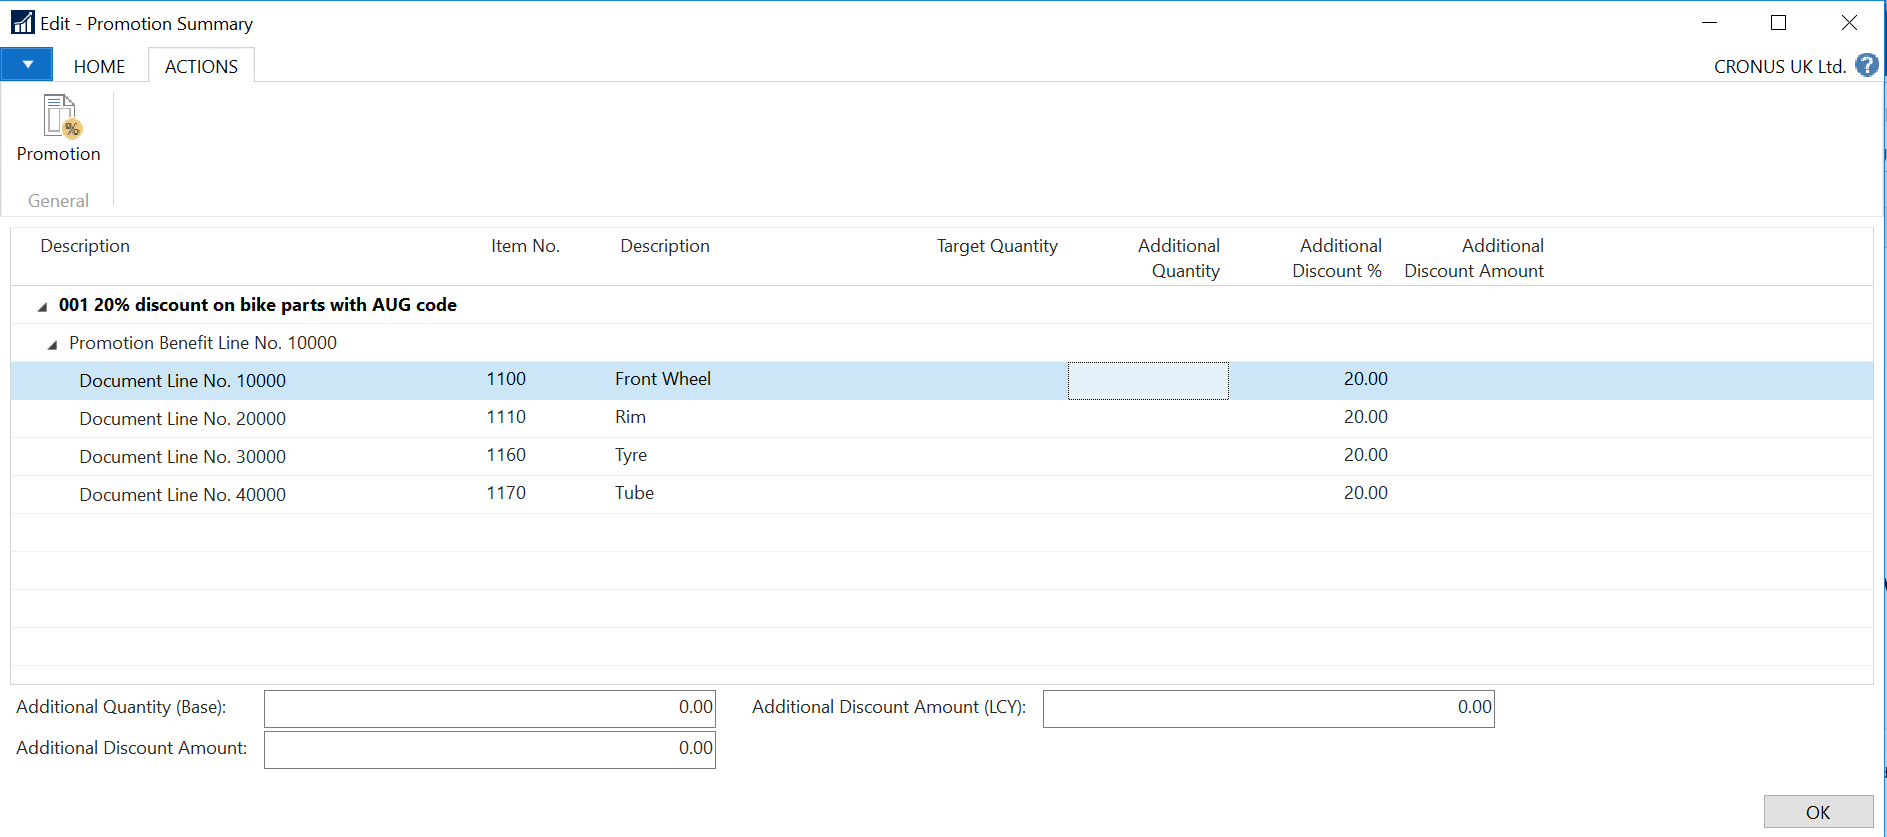 Edit - Promotion Summary
HOME ACTIONS CRONUS UK Ltd. ?
%
Promotion
General
Description Item No. Description Target Quantity Additional Quantity Additional Discount % Additional Discount Amount
001 20% discount on bike parts with AUG code
Promotion Benefit Line No. 10000
Document Line No. 10000 1100 Front Wheel 20.00
Document Line No. 20000 1110 Rim 20.00
Document Line No. 30000 1160 Tyre 20.00
Document Line No. 40000 1170 Tube 20.00
Additional Quantity (Base): 0.00 Additional Discount Amount (LCY): 0.00
Additional Discount Amount: 0.00
OK